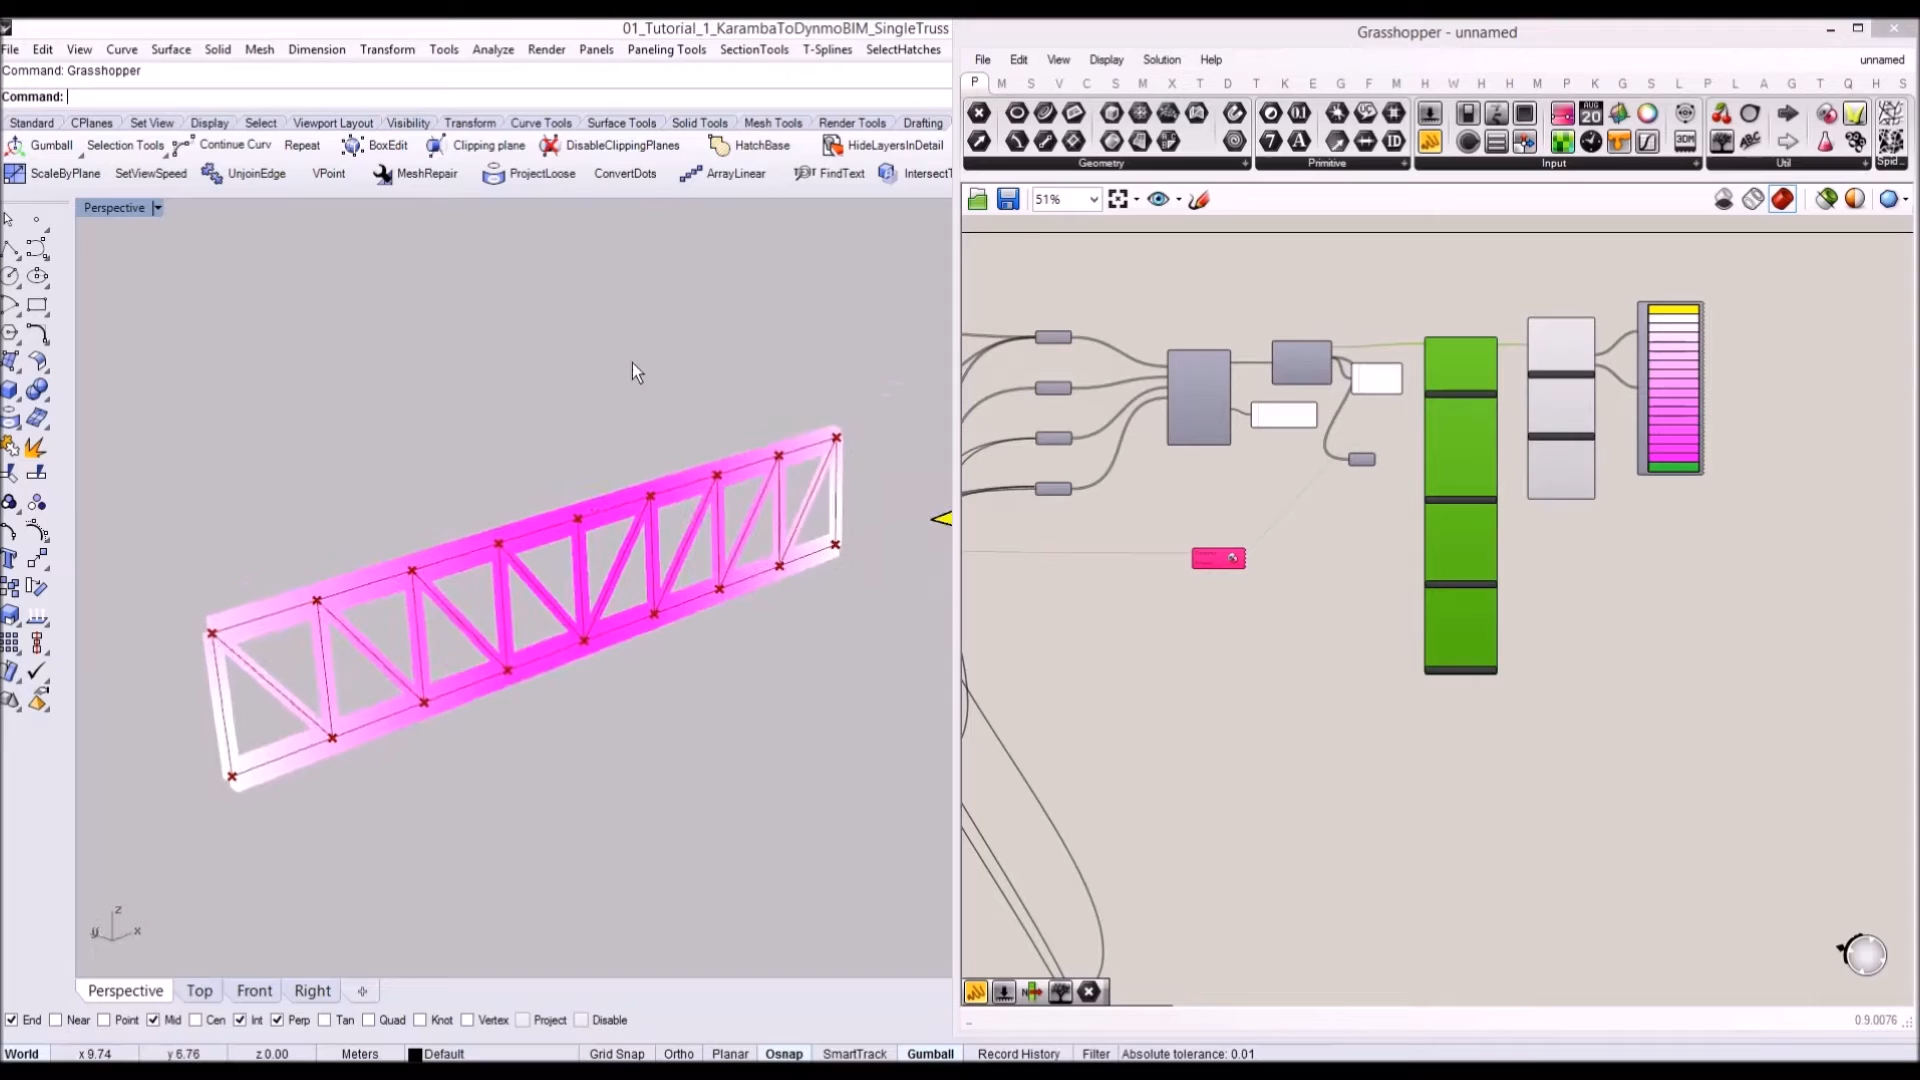 01_Tutorial_1_KarambaToDynmoBIM_SingleTruss
File Edit View Curve Surface Solid Mesh Dimension Transform Tools Analyze Render Panels Paneling Tools SectionTools T-Splines SelectHatches
Command: Grasshopper
Command:
Standard CPlanes Set View Display Select Viewport Layout Visibility Transform Curve Tools Surface Tools Solid Tools Mesh Tools Render Tools Drafting
Gumball Selection Tools Continue Curv Repeat BoxEdit Clipping plane DisableClippingPlanes HatchBase HideLayersInDetail
ScaleByPlane SetViewSpeed UnjoinEdge VPoint MeshRepair ProjectLoose ConvertDots ArrayLinear FindText IntersectT
Perspective
z
y x
Perspective Top Front Right
End Near Point Mid Cen Int Perp Tan Quad Knot Vertex Project Disable
World x 9.74 y 6.76 z 0.00 Meters Default Grid Snap Ortho Planar Osnap SmartTrack Gumball Record History Filter Absolute tolerance: 0.01
Grasshopper - unnamed
File Edit View Display Solution Help unnamed
P M S V C S M X T D T K E G F M H W H H M P K G S L P L A G T Q H S
Geometry Primitive Input Util Spid...
51%
0.9.0076